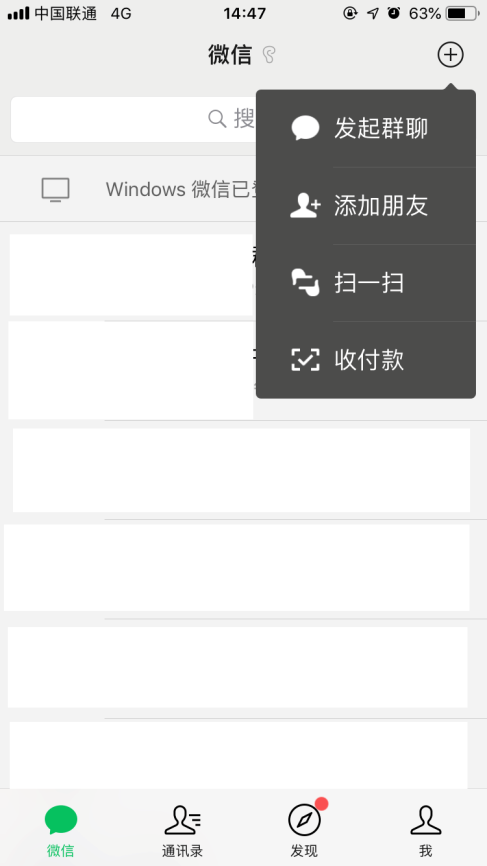 中国联通 4G 14:47 63%
微信
搜
Windows 微信已
发起群聊
添加朋友
扫一扫
收付款
微信 通讯录 发现 我